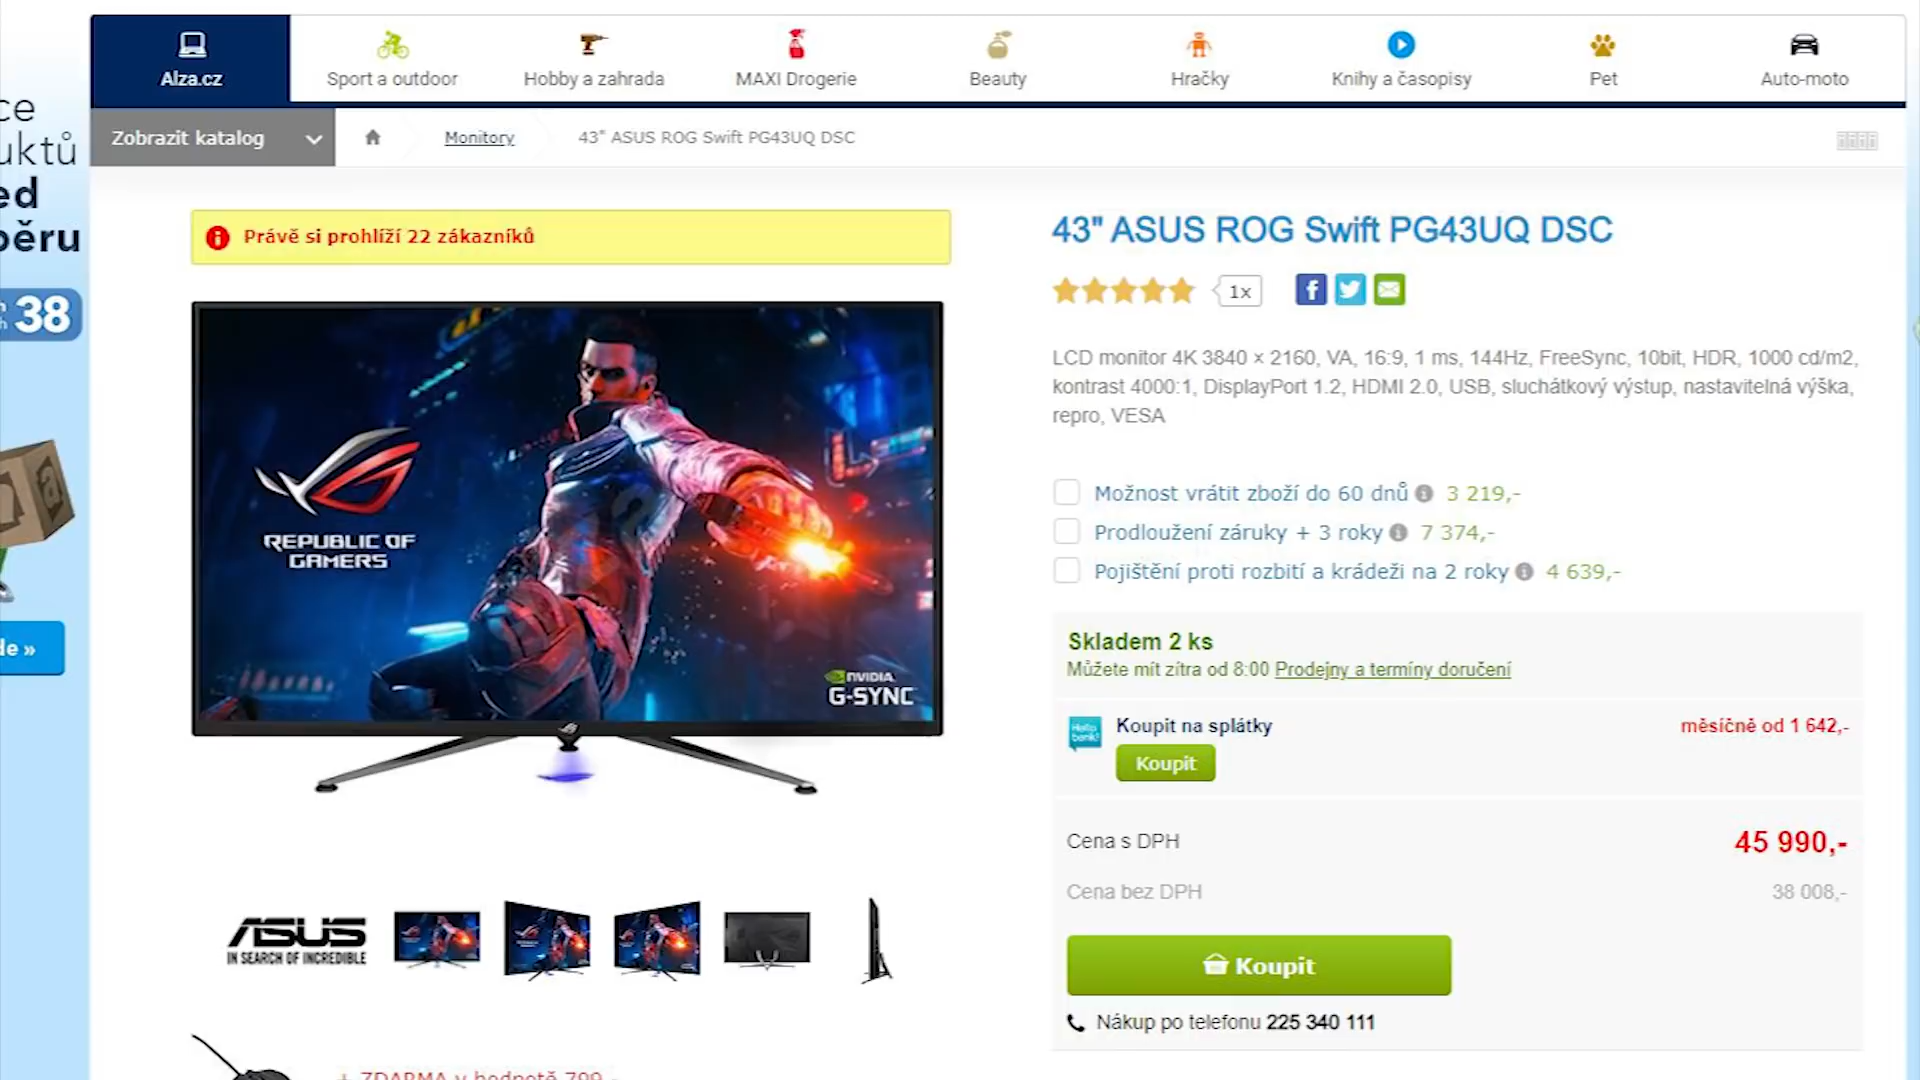 Alza.cz
Sport a outdoor
Hobby a zahrada
MAXI Drogerie
Beauty
Hračky
Knihy a časopisy
Pet
Auto-moto
Zobrazit katalog
Monitory
43" ASUS ROG Swift PG43UQ DSC
38
Právě si prohlíží 22 zákazníků
REPUBLIC OF
GAMERS
NVIDIA.
G-SYNC
ASUS
IN SEARCH OF INCREDIBLE
+ ZDARMA v hodnotě 799,-
43" ASUS ROG Swift PG43UQ DSC
1x
LCD monitor 4K 3840 × 2160, VA, 16:9, 1 ms, 144Hz, FreeSync, 10bit, HDR, 1000 cd/m2,
kontrast 4000:1, DisplayPort 1.2, HDMI 2.0, USB, sluchátkový výstup, nastavitelná výška,
repro, VESA
Možnost vrátit zboží do 60 dnů 3 219,-
Prodloužení záruky + 3 roky 7 374,-
Pojištění proti rozbití a krádeži na 2 roky 4 639,-
Skladem 2 ks
Můžete mít zítra od 8:00 Prodejny a termíny doručení
Hello bank!
Koupit na splátky
měsíčně od 1 642,-
Koupit
Cena s DPH
45 990,-
Cena bez DPH
38 008,-
Koupit
Nákup po telefonu 225 340 111